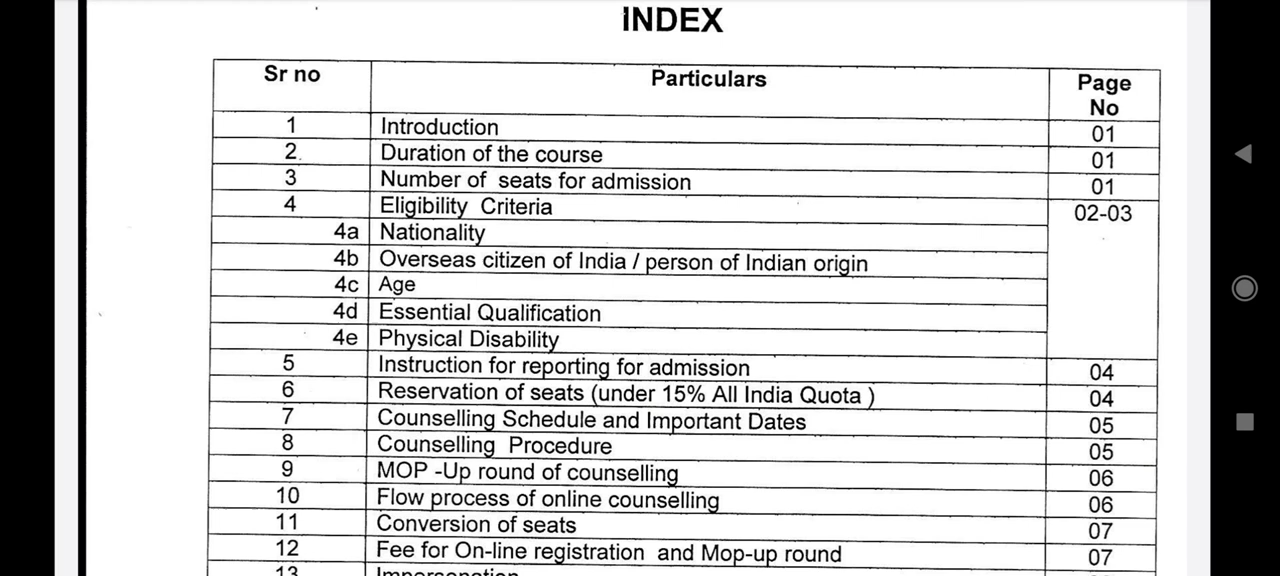 INDEX
Sr no Particulars Page No
1 Introduction 01
2 Duration of the course 01
3 Number of seats for admission 01
4 Eligibility Criteria 02-03
4a Nationality
4b Overseas citizen of India / person of Indian origin
4c Age
4d Essential Qualification
4e Physical Disability
5 Instruction for reporting for admission 04
6 Reservation of seats (under 15% All India Quota ) 04
7 Counselling Schedule and Important Dates 05
8 Counselling Procedure 05
9 MOP -Up round of counselling 06
10 Flow process of online counselling 06
11 Conversion of seats 07
12 Fee for On-line registration and Mop-up round 07
13 Impersonation